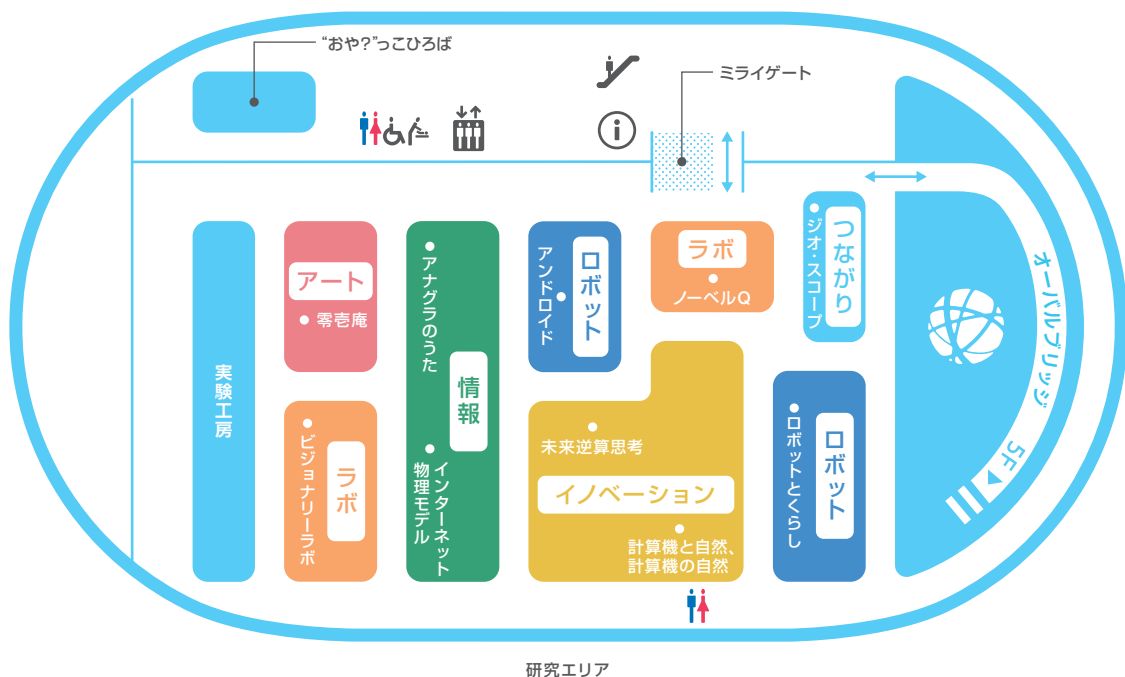 “おや?”っこひろば
ミライゲート
i
実験工房
アート
零壱庵
ラボ
ビジョナリーラボ
アナグラのうた
情報
インターネット
物理モデル
ロボット
アンドロイド
ラボ
ノーベルQ
つながり
ジオ・スコープ
未来逆算思考
イノベーション
計算機と自然、
計算機の自然
ロボット
ロボットとくらし
オーバルブリッジ
5F
研究エリア